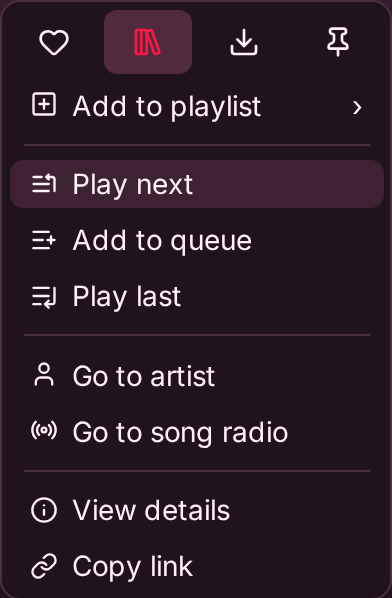 Add to playlist
Play next
Add to queue
Play last
Go to artist
Go to song radio
View details
Copy link